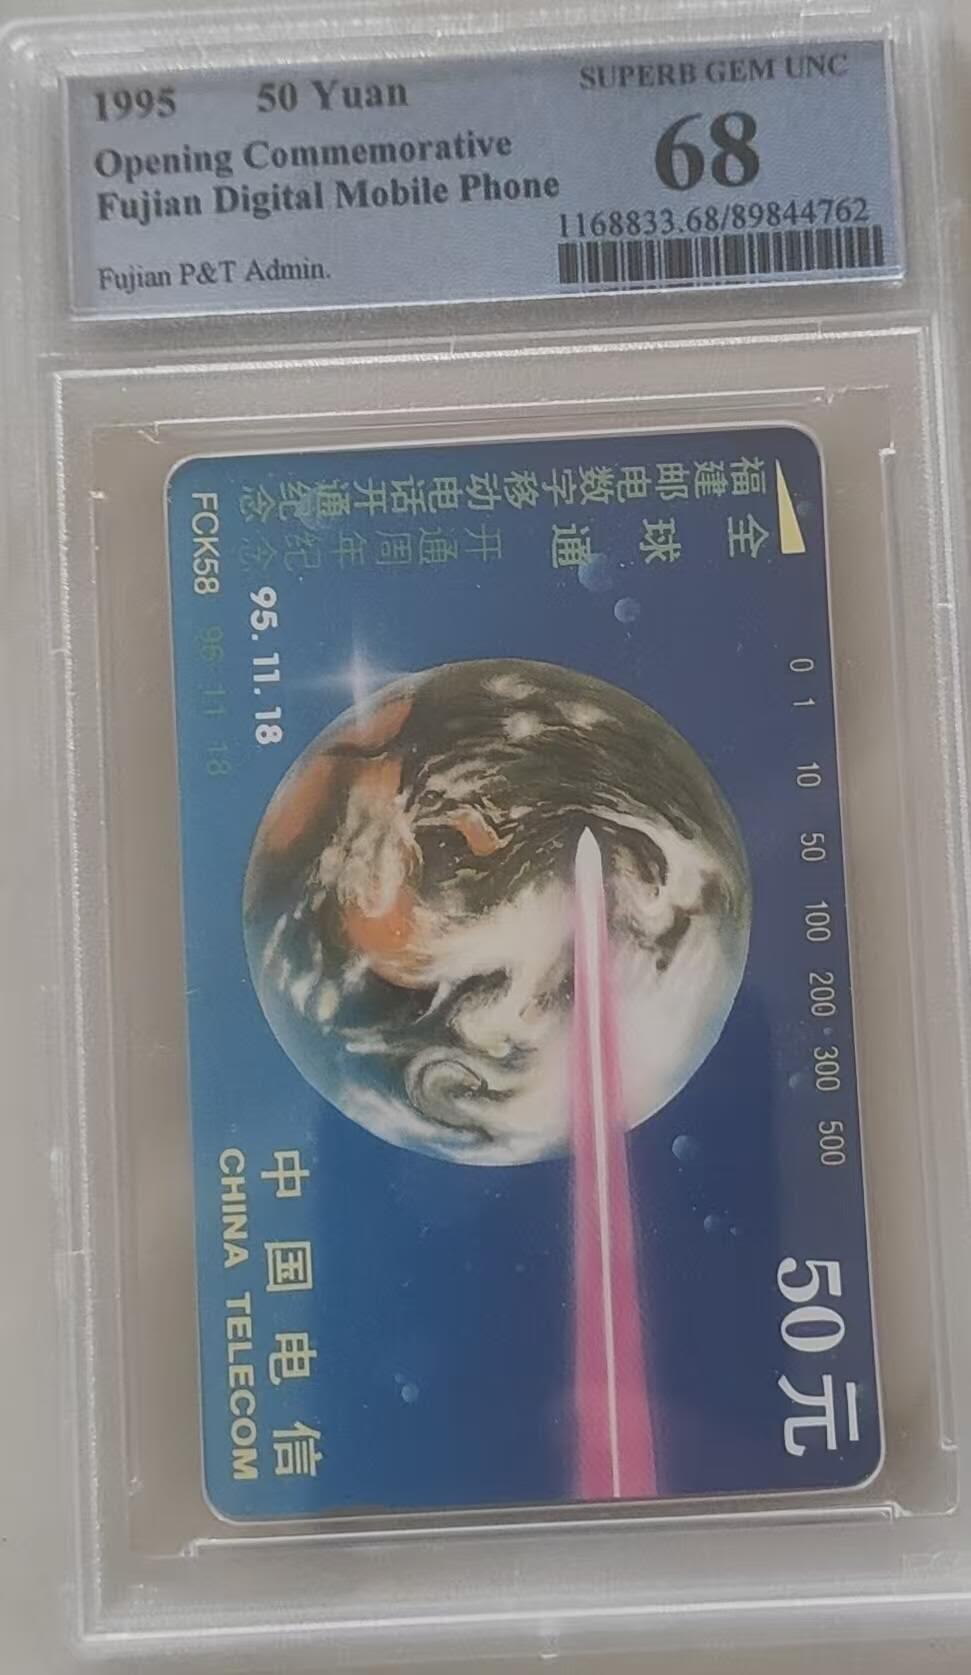 1995 50 Yuan
SUPERB GEM UNC
Opening Commemorative
68
Fujian Digital Mobile Phone
1168833.68/89844762
Fujian P&T Admin.
福建邮电数字移动电话开通纪念
全球通
开通周年纪念
FCK58
95.11.18
96 11 18
0 1 10 50 100 200 300 500
50元
中国电信
CHINA TELECOM